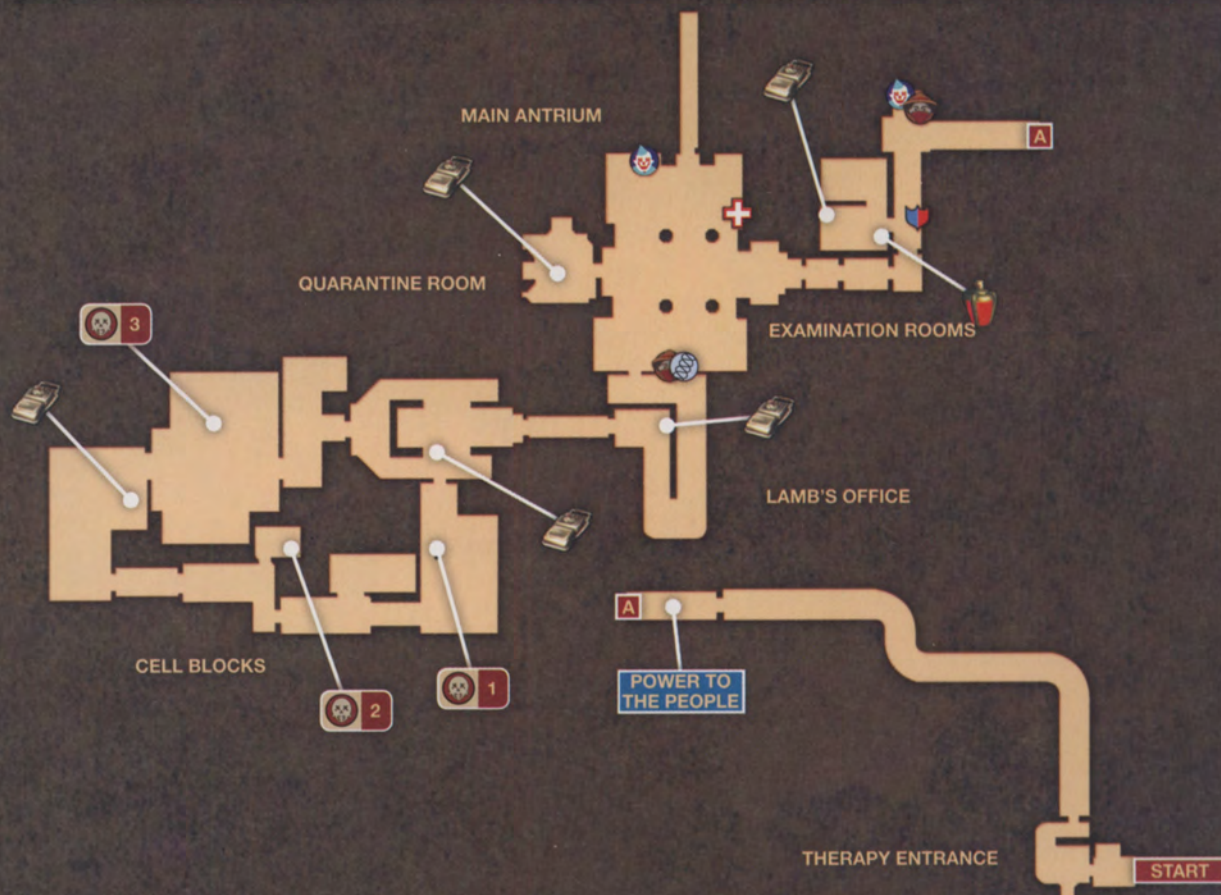 MAIN ANTRIUM
A
QUARANTINE ROOM
3
EXAMINATION ROOMS
LAMB'S OFFICE
A
CELL BLOCKS
2
1
POWER TO
THE PEOPLE
THERAPY ENTRANCE
START